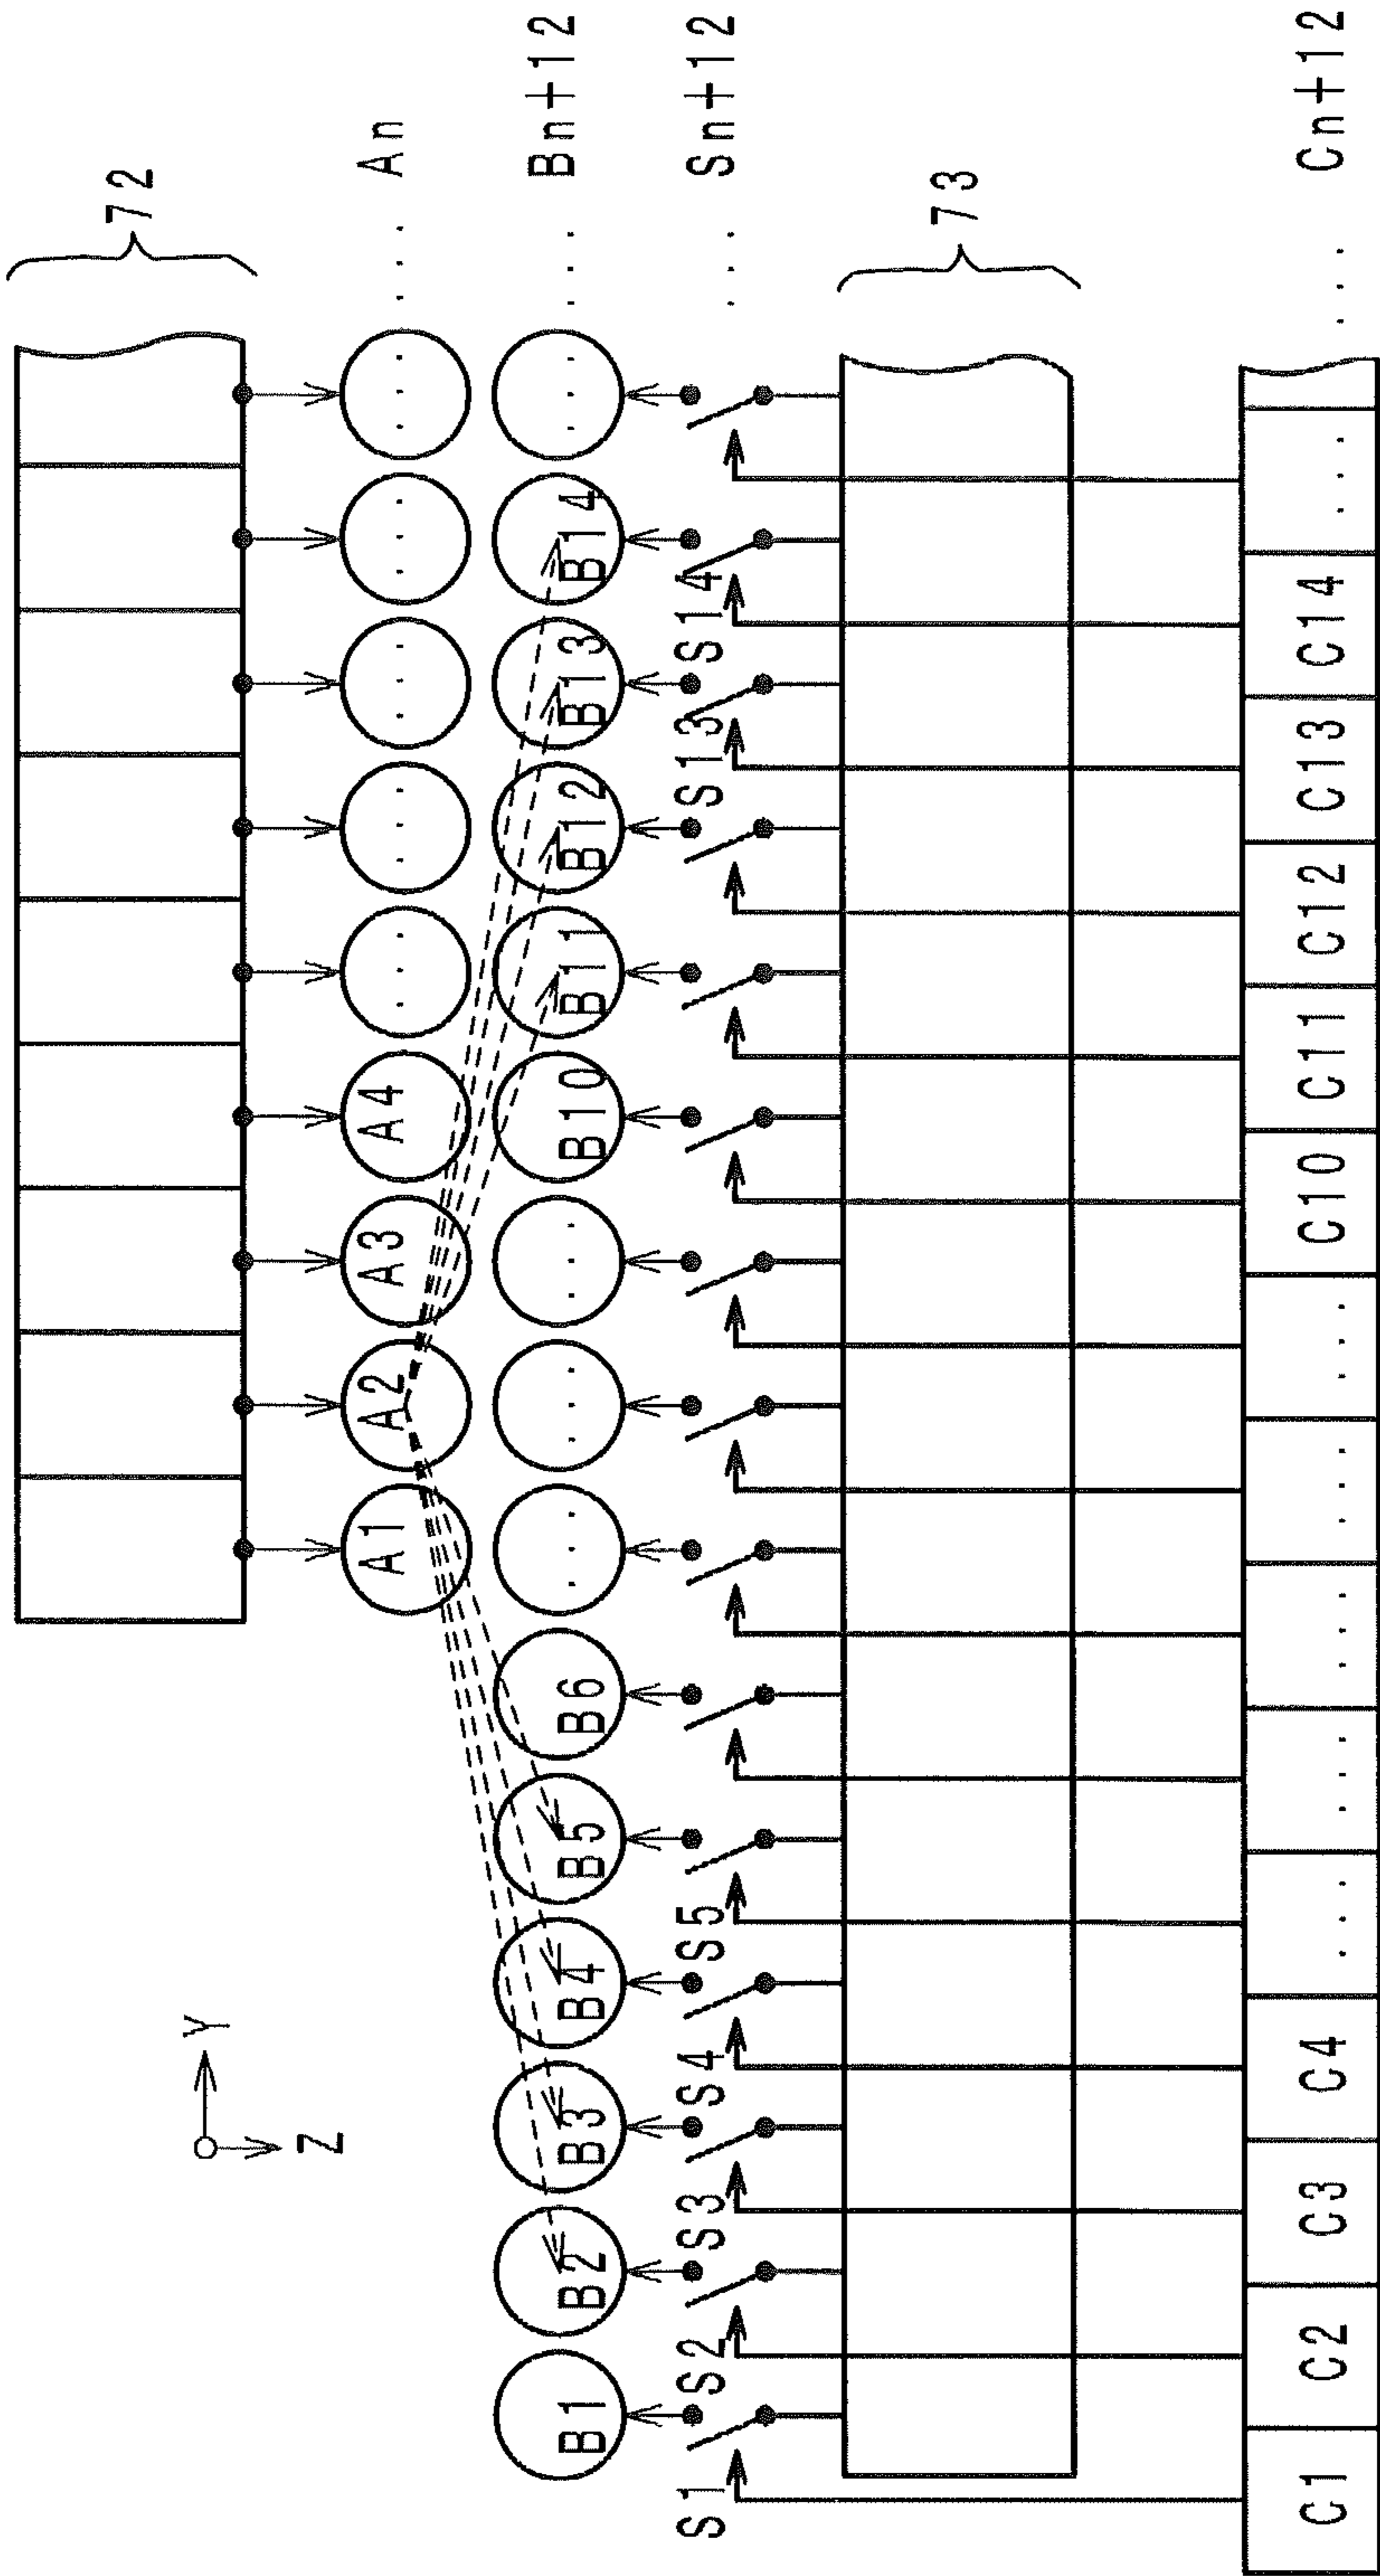 72
A1 A2 A3 A4 ... ... ... ... ... ... An
B1 B2 B3 B4 B5 B6 ... ... ... B10 B11 B12 B13 B14 ... .... Bn+12
S1 S2 S3 S4 S5 S13 S14 ... Sn+12
73
C1 C2 C3 C4 ... ... ... ... ... C10 C11 C12 C13 C14 ... .... Cn+12
Y
Z